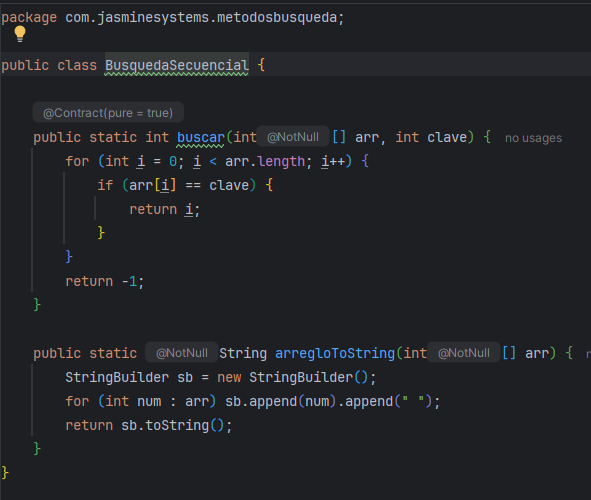 package com.jasminesystems.metodosbusqueda;
public class BusquedaSecuencial {
@Contract(pure = true)
public static int buscar(int @NotNull [] arr, int clave) { no usages
for (int i = 0; i < arr.length; i++) {
if (arr[i] == clave) {
return i;
}
}
return -1;
}
public static @NotNull String arregloToString(int @NotNull [] arr) {
StringBuilder sb = new StringBuilder();
for (int num : arr) sb.append(num).append(" ");
return sb.toString();
}
}